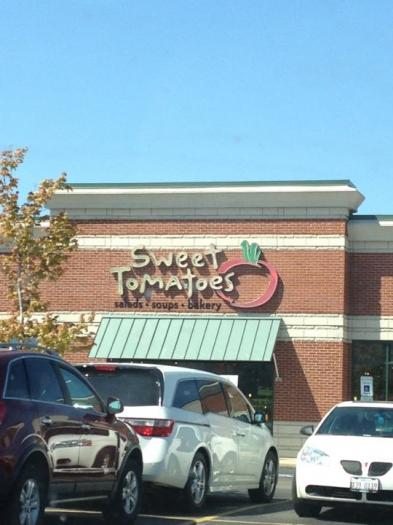 Sweet
Tomatoes
salads • soups • bakery